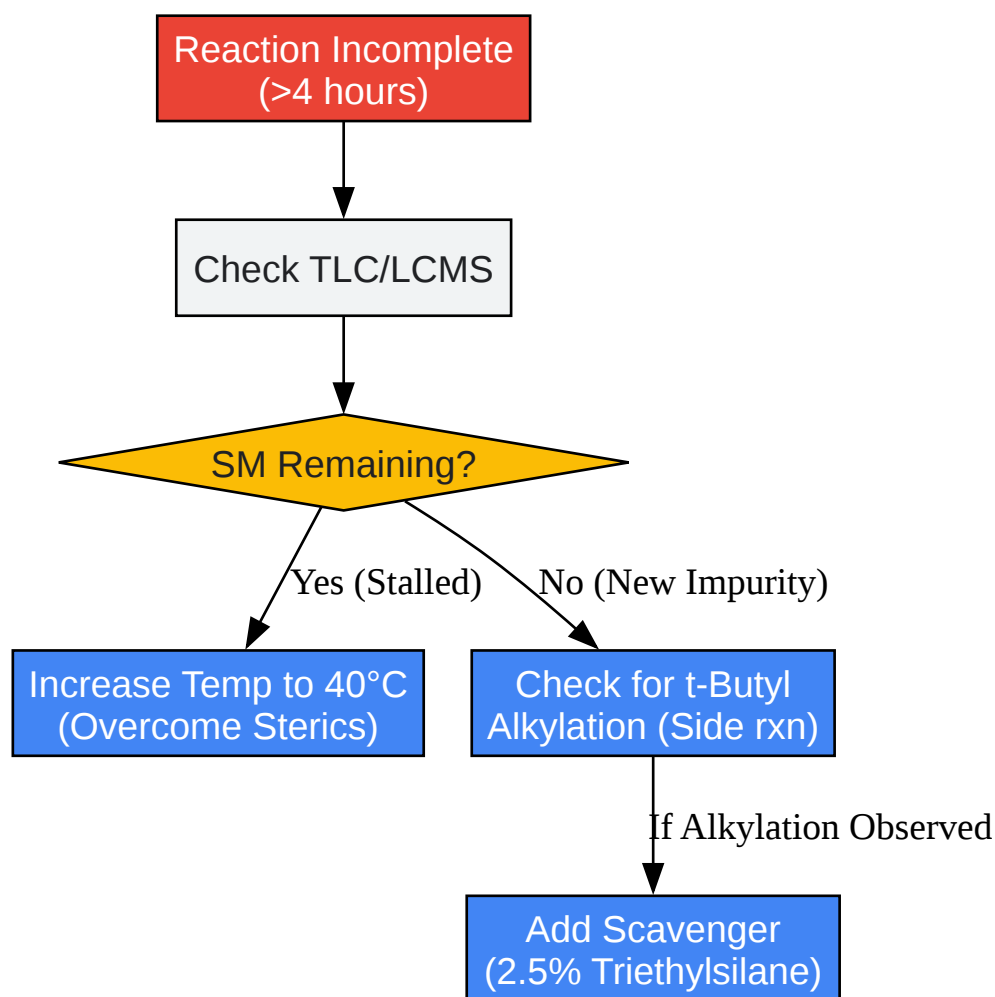 Reaction Incomplete
(>4 hours)
Check TLC/LCMS
SM Remaining?
Yes (Stalled)
No (New Impurity)
Increase Temp to 40°C
(Overcome Sterics)
Check for t-Butyl
Alkylation (Side rxn)
If Alkylation Observed
Add Scavenger
(2.5% Triethylsilane)